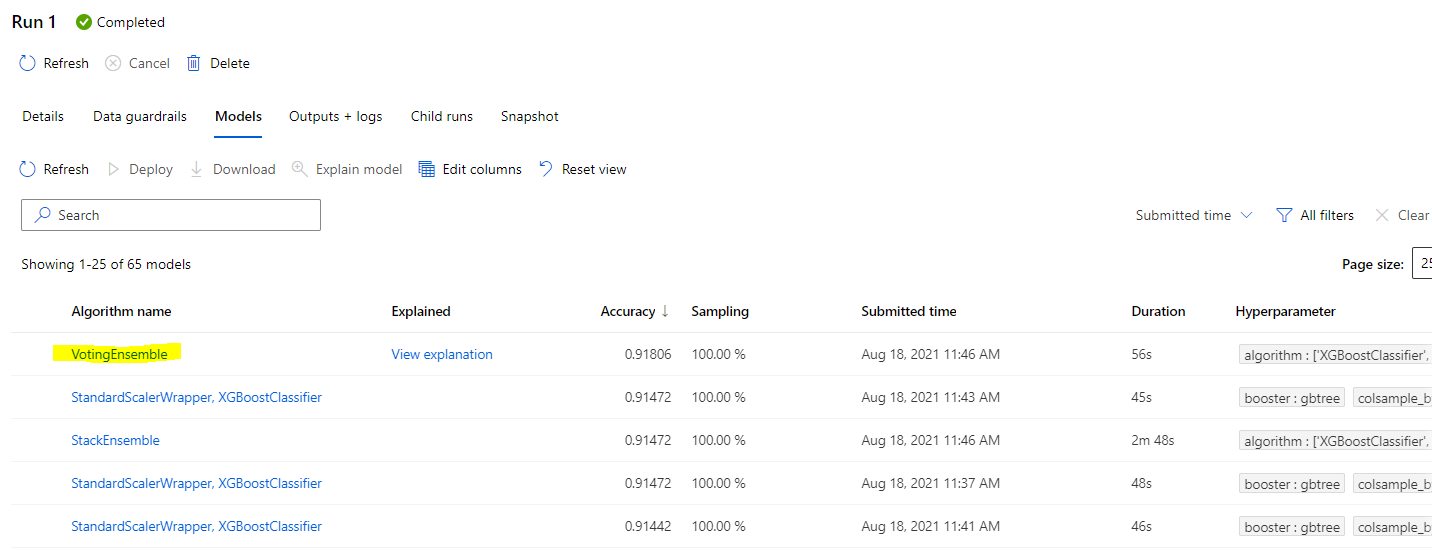 Run 1 Completed
Refresh Cancel Delete
Details Data guardrails Models Outputs + logs Child runs Snapshot
Refresh Deploy Download Explain model Edit columns Reset view
Search Submitted time All filters Clear
Showing 1-25 of 65 models Page size: 25
Algorithm name Explained Accuracy ↓ Sampling Submitted time Duration Hyperparameter
VotingEnsemble View explanation 0.91806 100.00 % Aug 18, 2021 11:46 AM 56s algorithm : ['XGBoostClassifier',
StandardScalerWrapper, XGBoostClassifier 0.91472 100.00 % Aug 18, 2021 11:43 AM 45s booster : gbtree colsample_b
StackEnsemble 0.91472 100.00 % Aug 18, 2021 11:46 AM 2m 48s algorithm : ['XGBoostClassifier',
StandardScalerWrapper, XGBoostClassifier 0.91472 100.00 % Aug 18, 2021 11:37 AM 48s booster : gbtree colsample_b
StandardScalerWrapper, XGBoostClassifier 0.91442 100.00 % Aug 18, 2021 11:41 AM 46s booster : gbtree colsample_b